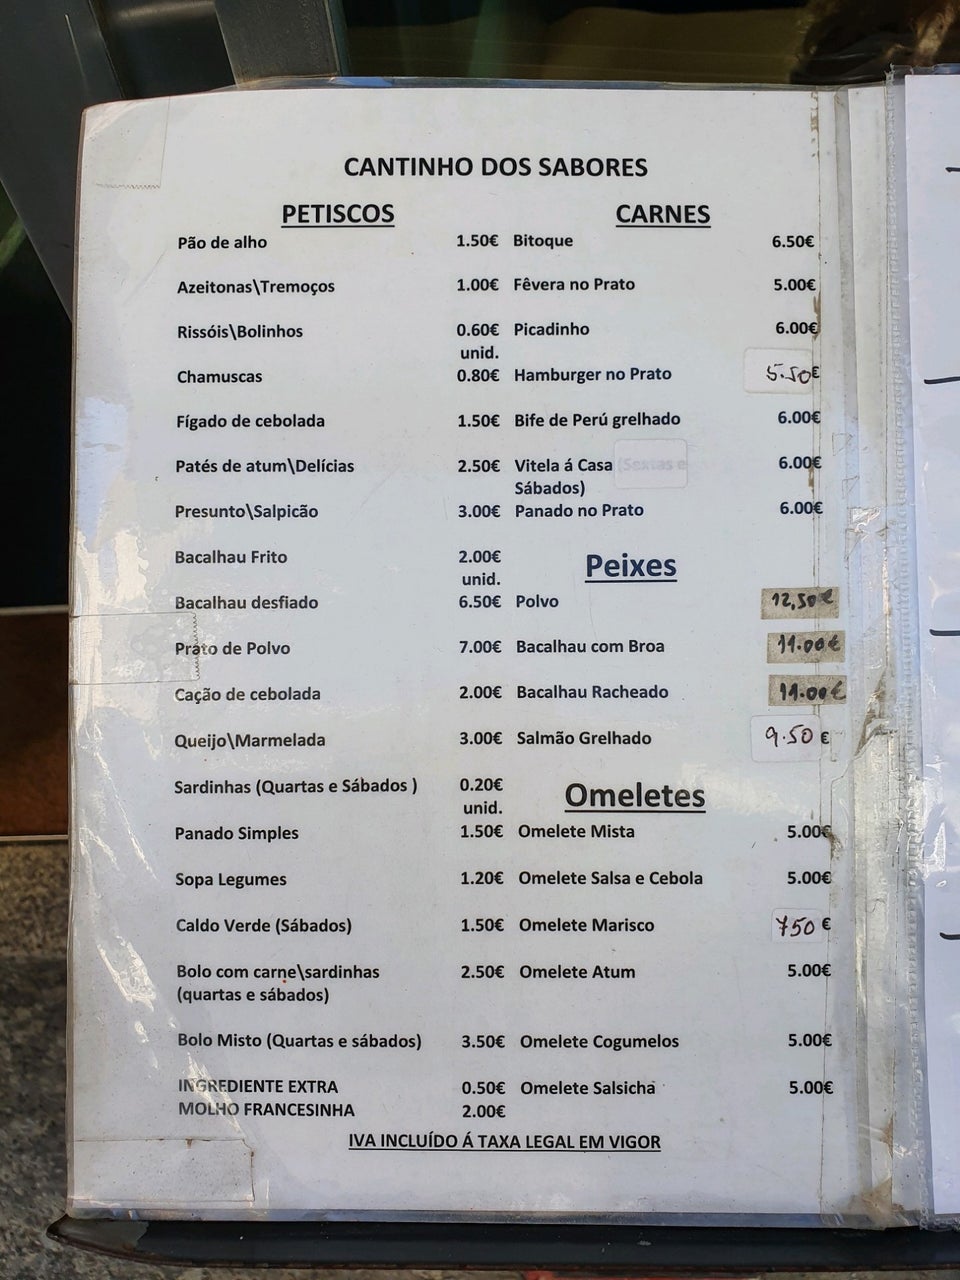 CANTINHO DOS SABORES
PETISCOS
Pão de alho 1.50€
Azeitonas\Tremoços 1.00€
Rissóis\Bolinhos 0.60€
unid.
Chamuscas 0.80€
Fígado de cebolada 1.50€
Patés de atum\Delícias 2.50€
Presunto\Salpicão 3.00€
Bacalhau Frito 2.00€
unid.
Bacalhau desfiado 6.50€
Prato de Polvo 7.00€
Cação de cebolada 2.00€
Queijo\Marmelada 3.00€
Sardinhas (Quartas e Sábados ) 0.20€
unid.
Panado Simples 1.50€
Sopa Legumes 1.20€
Caldo Verde (Sábados) 1.50€
Bolo com carne\sardinhas 2.50€
(quartas e sábados)
Bolo Misto (Quartas e sábados) 3.50€
INGREDIENTE EXTRA 0.50€
MOLHO FRANCESINHA 2.00€
CARNES
Bitoque 6.50€
Fêvera no Prato 5.00€
Picadinho 6.00€
Hamburger no Prato 5.50€
Bife de Perú grelhado 6.00€
Vitela á Casa (Sextas e 6.00€
Sábados)
Panado no Prato 6.00€
Peixes
Polvo 12,50€
Bacalhau com Broa 11.00€
Bacalhau Racheado 11.00€
Salmão Grelhado 9.50 €
Omeletes
Omelete Mista 5.00€
Omelete Salsa e Cebola 5.00€
Omelete Marisco 750 €
Omelete Atum 5.00€
Omelete Cogumelos 5.00€
Omelete Salsicha 5.00€
IVA INCLUÍDO Á TAXA LEGAL EM VIGOR